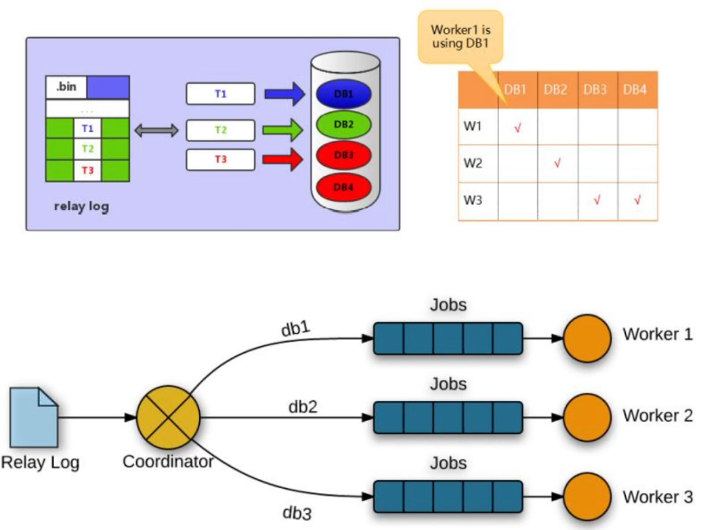 Worker1 is
using DB1
.bin
...
T1
T2
T3
T1
T2
T3
DB1
DB2
DB3
DB4
relay log
DB1 DB2 DB3 DB4
W1 √
W2 √
W3 √ √
Jobs
db1
Worker 1
Jobs
db2
Worker 2
Relay Log
Coordinator
Jobs
db3
Worker 3